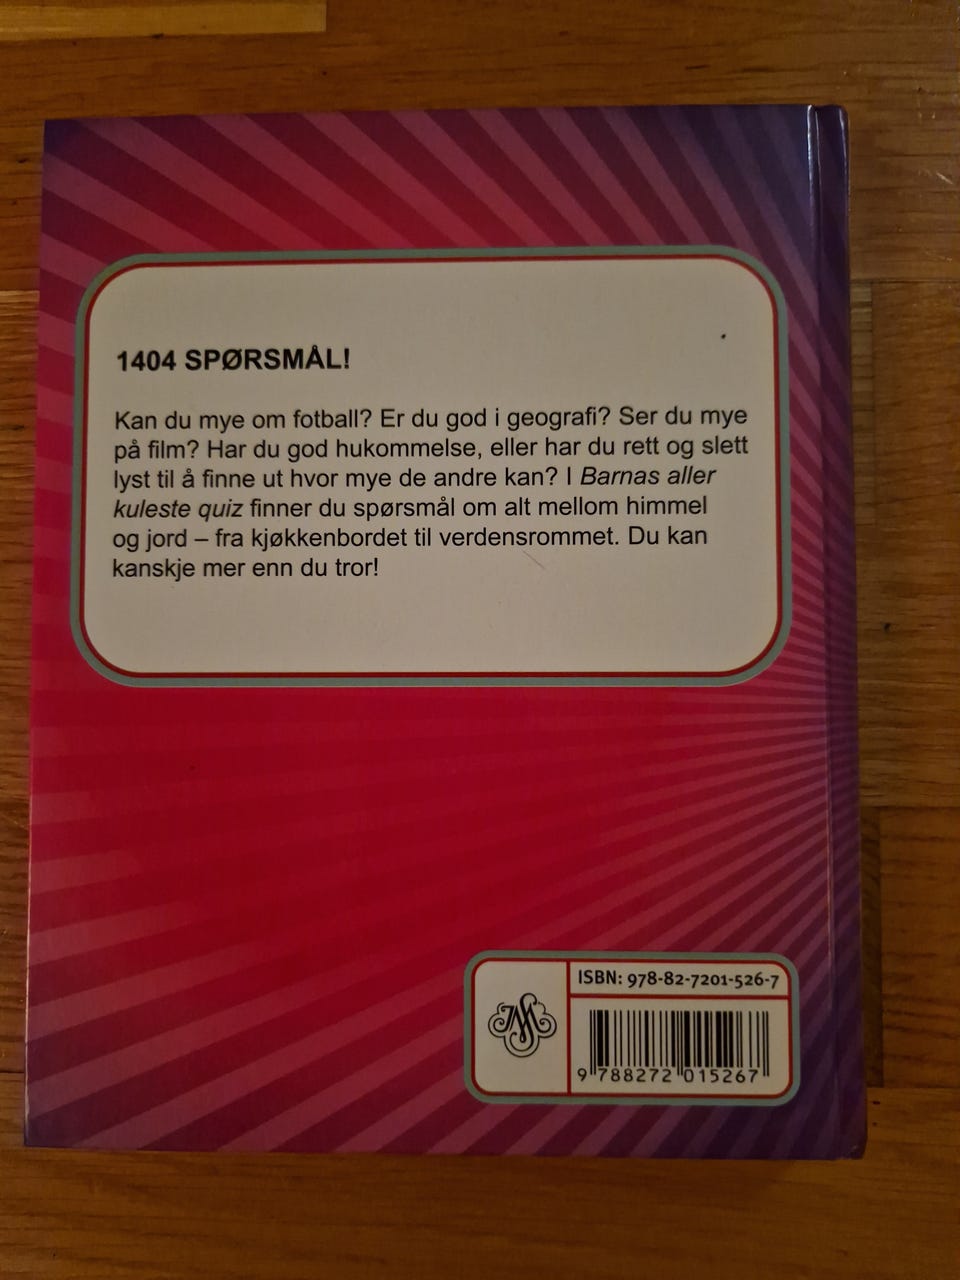 1404 SPØRSMÅL!
Kan du mye om fotball? Er du god i geografi? Ser du mye
på film? Har du god hukommelse, eller har du rett og slett
lyst til å finne ut hvor mye de andre kan? I Barnas aller
kuleste quiz finner du spørsmål om alt mellom himmel
og jord – fra kjøkkenbordet til verdensrommet. Du kan
kanskje mer enn du tror!
ISBN: 978-82-7201-526-7
9 788272 015267